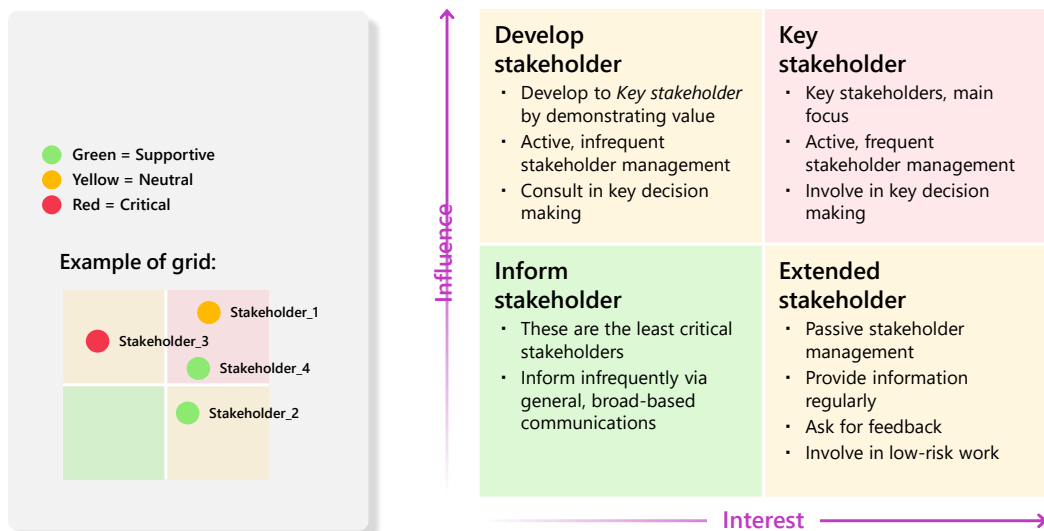 Green = Supportive
Yellow = Neutral
Red = Critical
Example of grid:
Stakeholder_1
Stakeholder_3
Stakeholder_4
Stakeholder_2
Influence
Develop
stakeholder
▪ Develop to Key stakeholder
by demonstrating value
▪ Active, infrequent
stakeholder management
▪ Consult in key decision
making
Key
stakeholder
▪ Key stakeholders, main
focus
▪ Active, frequent
stakeholder management
▪ Involve in key decision
making
Inform
stakeholder
▪ These are the least critical
stakeholders
▪ Inform infrequently via
general, broad-based
communications
Extended
stakeholder
▪ Passive stakeholder
management
▪ Provide information
regularly
▪ Ask for feedback
▪ Involve in low-risk work
Interest